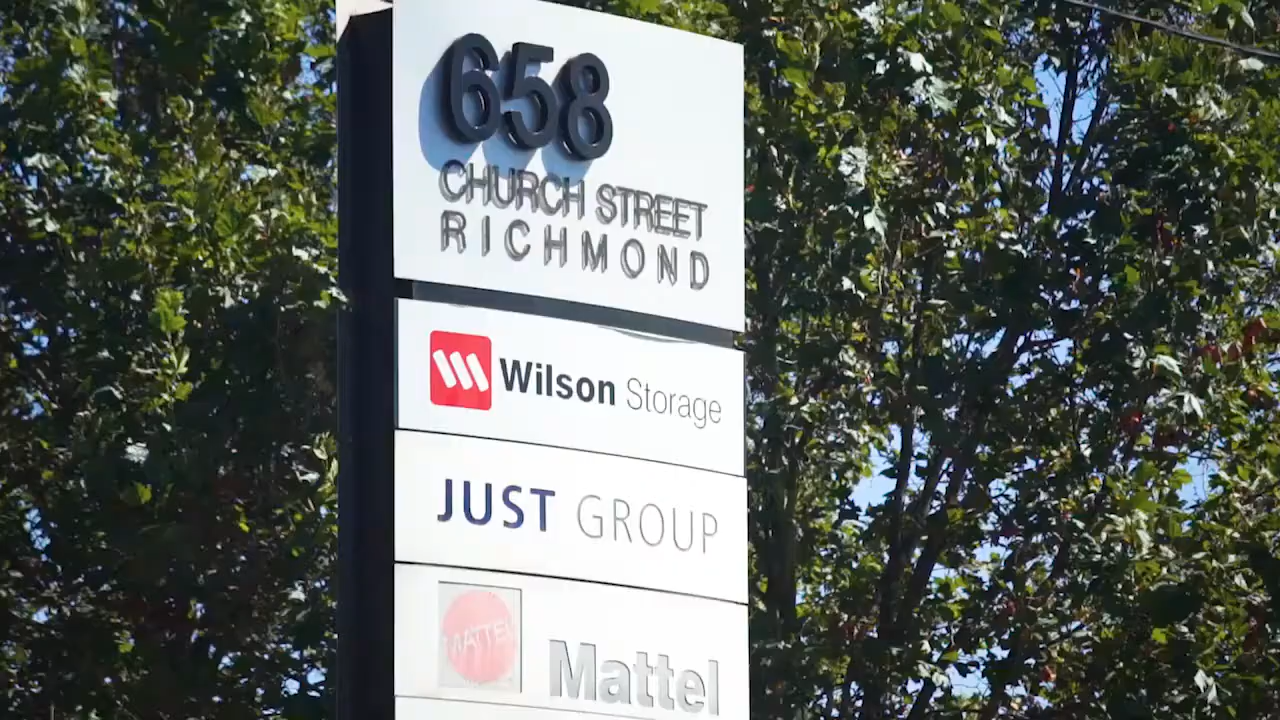 658
CHURCH STREET
RICHMOND
Wilson Storage
JUST GROUP
MATTEL
Mattel